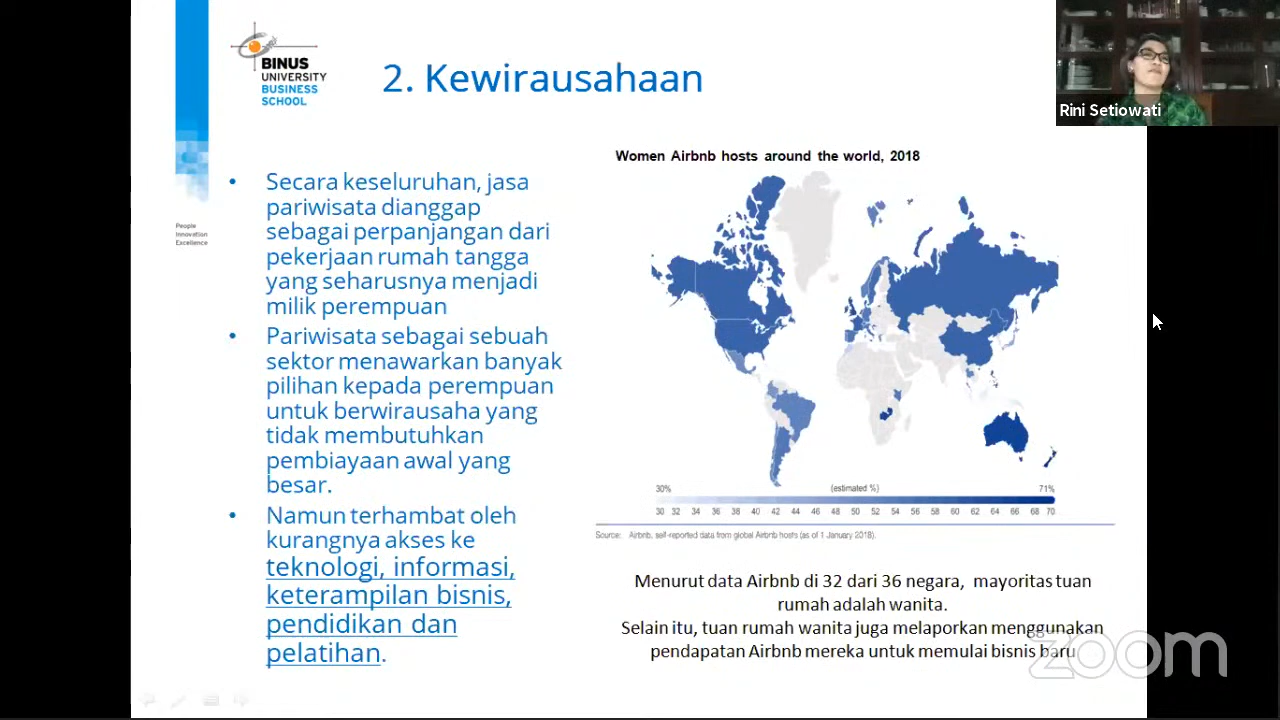 BINUS
UNIVERSITY
BUSINESS
SCHOOL
2. Kewirausahaan
Rini Setiowati
People
Innovation
Excellence
• Secara keseluruhan, jasa
pariwisata dianggap
sebagai perpanjangan dari
pekerjaan rumah tangga
yang seharusnya menjadi
milik perempuan
• Pariwisata sebagai sebuah
sektor menawarkan banyak
pilihan kepada perempuan
untuk berwirausaha yang
tidak membutuhkan
pembiayaan awal yang
besar.
• Namun terhambat oleh
kurangnya akses ke
teknologi, informasi,
keterampilan bisnis,
pendidikan dan
pelatihan.
Women Airbnb hosts around the world, 2018
30% (estimated %) 71%
30 32 34 36 38 40 42 44 46 48 50 52 54 56 58 60 62 64 66 68 70
Source: Airbnb, self-reported data from global Airbnb hosts (as of 1 January 2018).
Menurut data Airbnb di 32 dari 36 negara, mayoritas tuan
rumah adalah wanita.
Selain itu, tuan rumah wanita juga melaporkan menggunakan
pendapatan Airbnb mereka untuk memulai bisnis baru
zoom